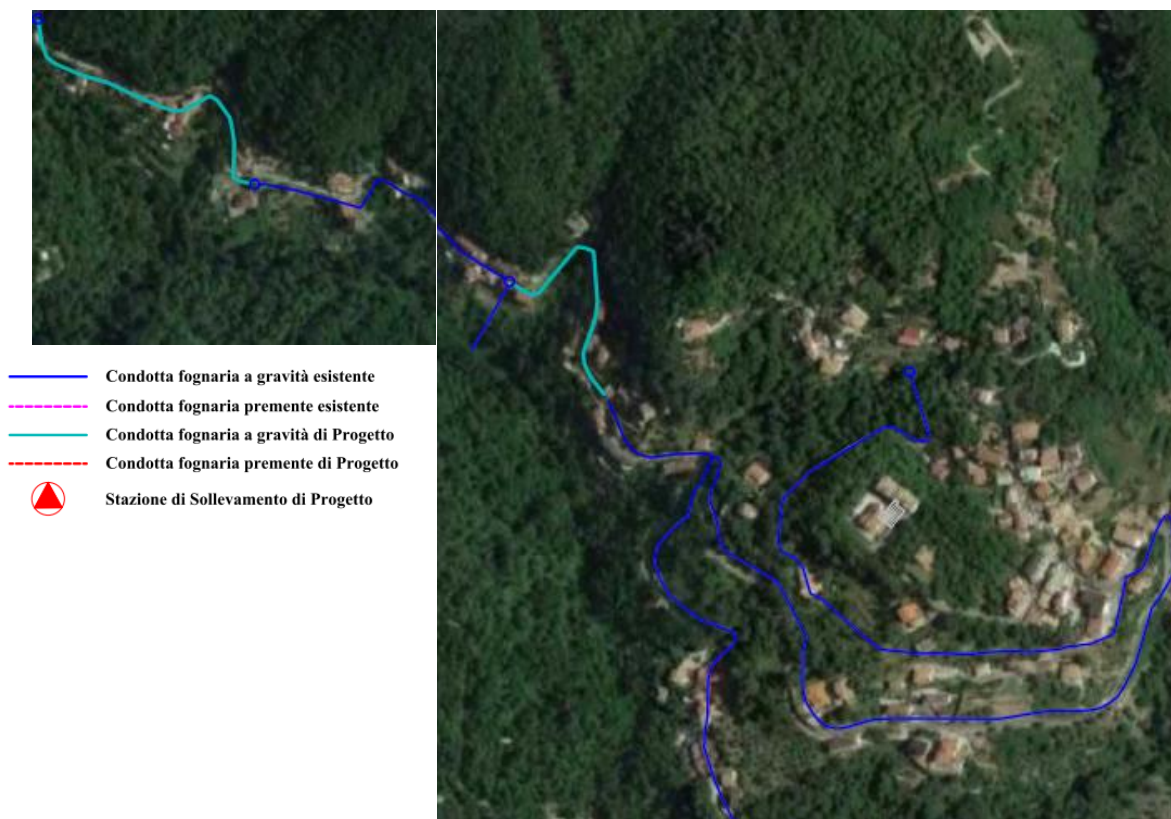 Condotta fognaria a gravità esistente
Condotta fognaria premente esistente
Condotta fognaria a gravità di Progetto
Condotta fognaria premente di Progetto
Stazione di Sollevamento di Progetto